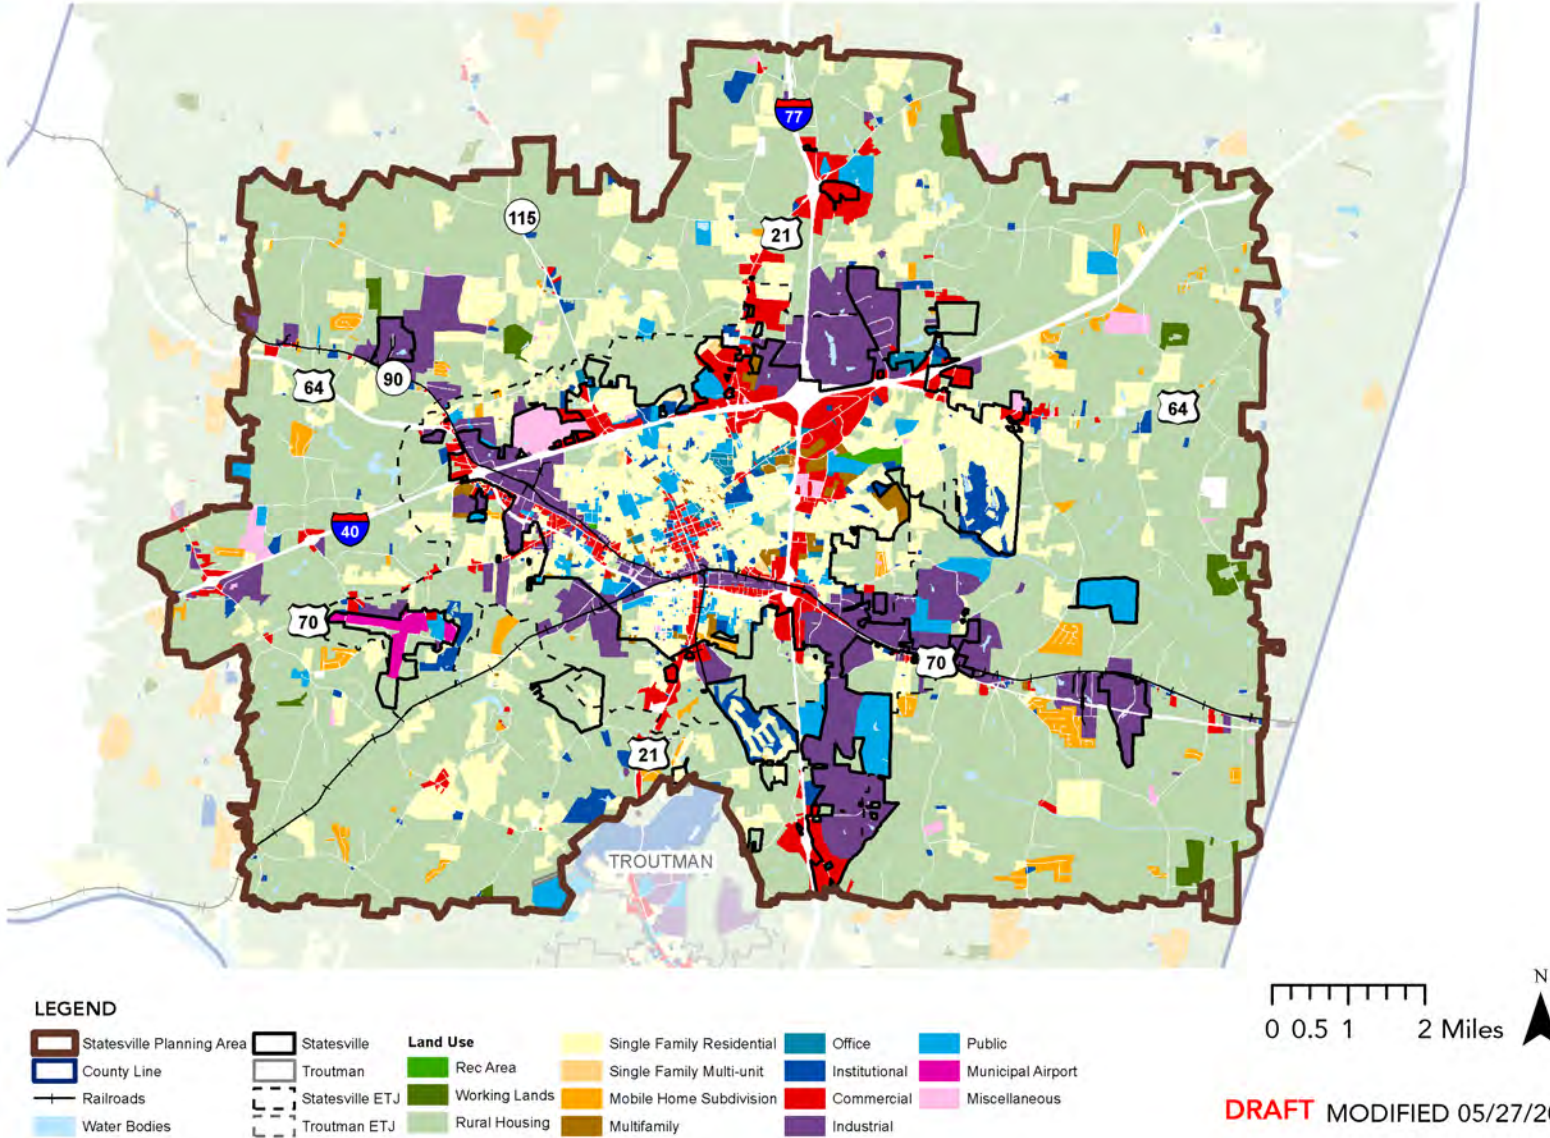 77
115
21
64
90
64
40
70
70
21
TROUTMAN
LEGEND
Statesville Planning Area
County Line
Railroads
Water Bodies
Statesville
Troutman
Statesville ETJ
Troutman ETJ
Land Use
Rec Area
Working Lands
Rural Housing
Single Family Residential
Single Family Multi-unit
Mobile Home Subdivision
Multifamily
Office
Institutional
Commercial
Industrial
Public
Municipal Airport
Miscellaneous
N
0 0.5 1 2 Miles
DRAFT MODIFIED 05/27/20